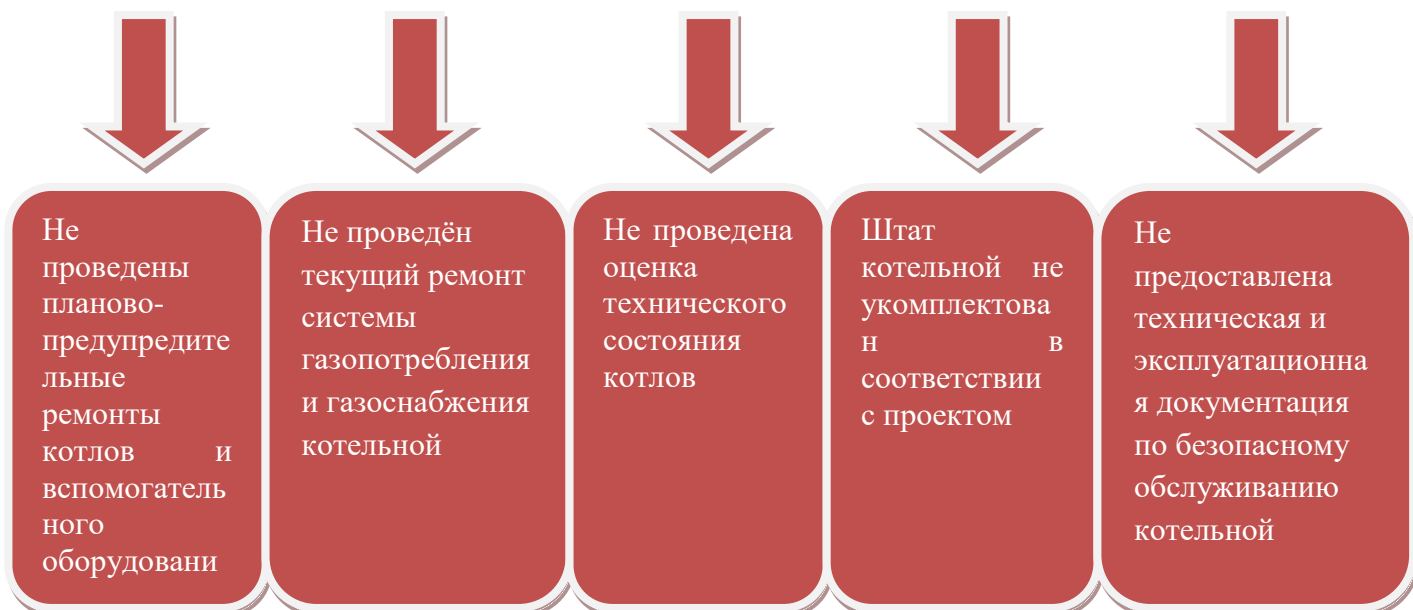 Не
проведены
планово-
предупредите
льные
ремонты
котлов и
вспомогатель
ного
оборудовани
Не проведён
текущий ремонт
системы
газопотребления
и газоснабжения
котельной
Не проведена
оценка
технического
состояния
котлов
Штат
котельной не
укомплектова
н в
соответствии
с проектом
Не
предоставлена
техническая и
эксплуатационна
я документация
по безопасному
обслуживанию
котельной